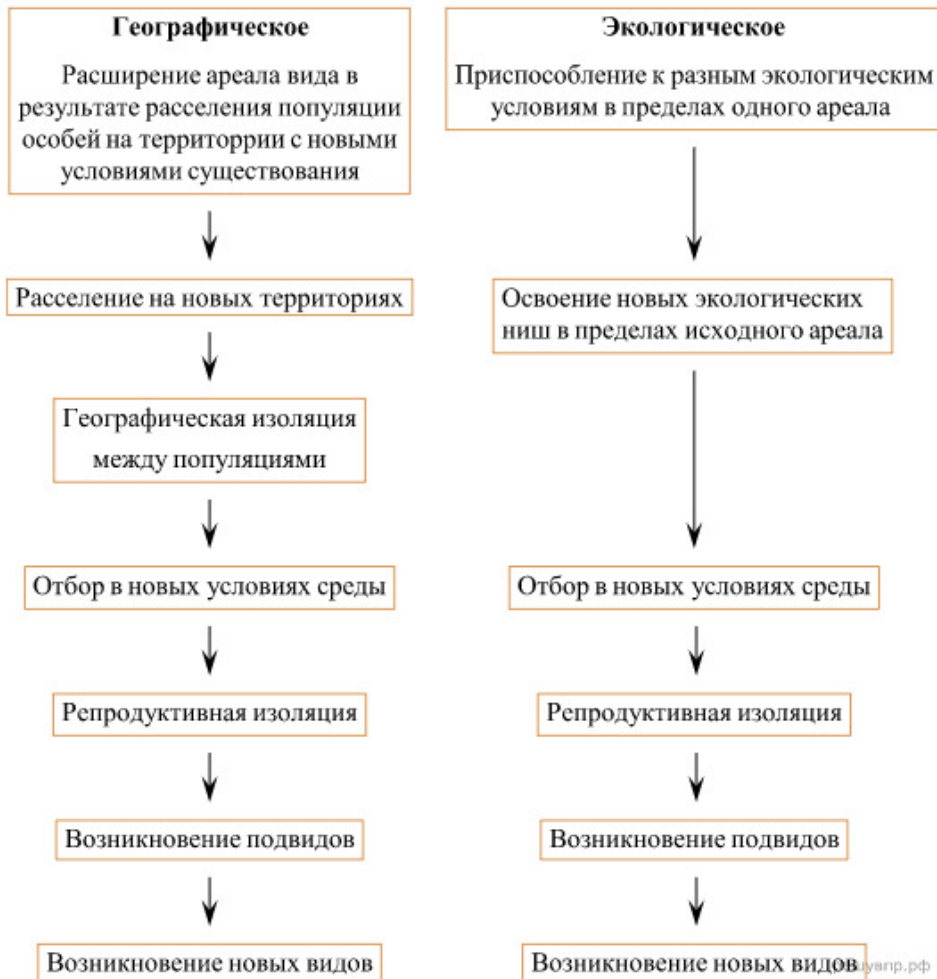 Географическое
Расширение ареала вида в
результате расселения популяции
особей на территоррии с новыми
условиями существования
Расселение на новых территориях
Географическая изоляция
между популяциями
Отбор в новых условиях среды
Репродуктивная изоляция
Возникновение подвидов
Возникновение новых видов
Экологическое
Приспособление к разным экологическим
условиям в пределах одного ареала
Освоение новых экологических
ниш в пределах исходного ареала
Отбор в новых условиях среды
Репродуктивная изоляция
Возникновение подвидов
Возникновение новых видов